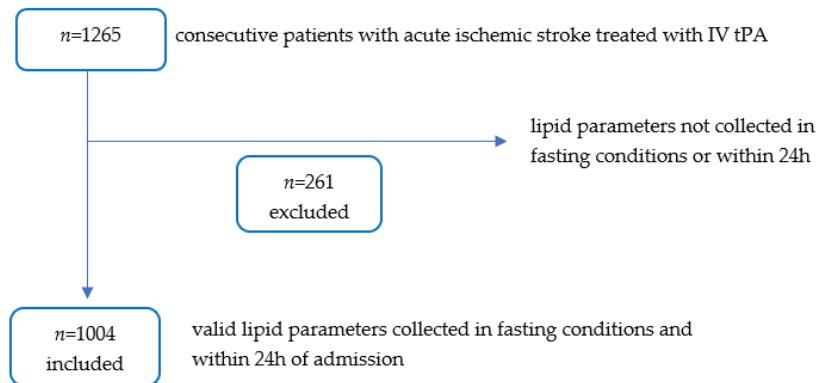 n=1265
consecutive patients with acute ischemic stroke treated with IV tPA
lipid parameters not collected in
fasting conditions or within 24h
n=261
excluded
n=1004
included
valid lipid parameters collected in fasting conditions and
within 24h of admission